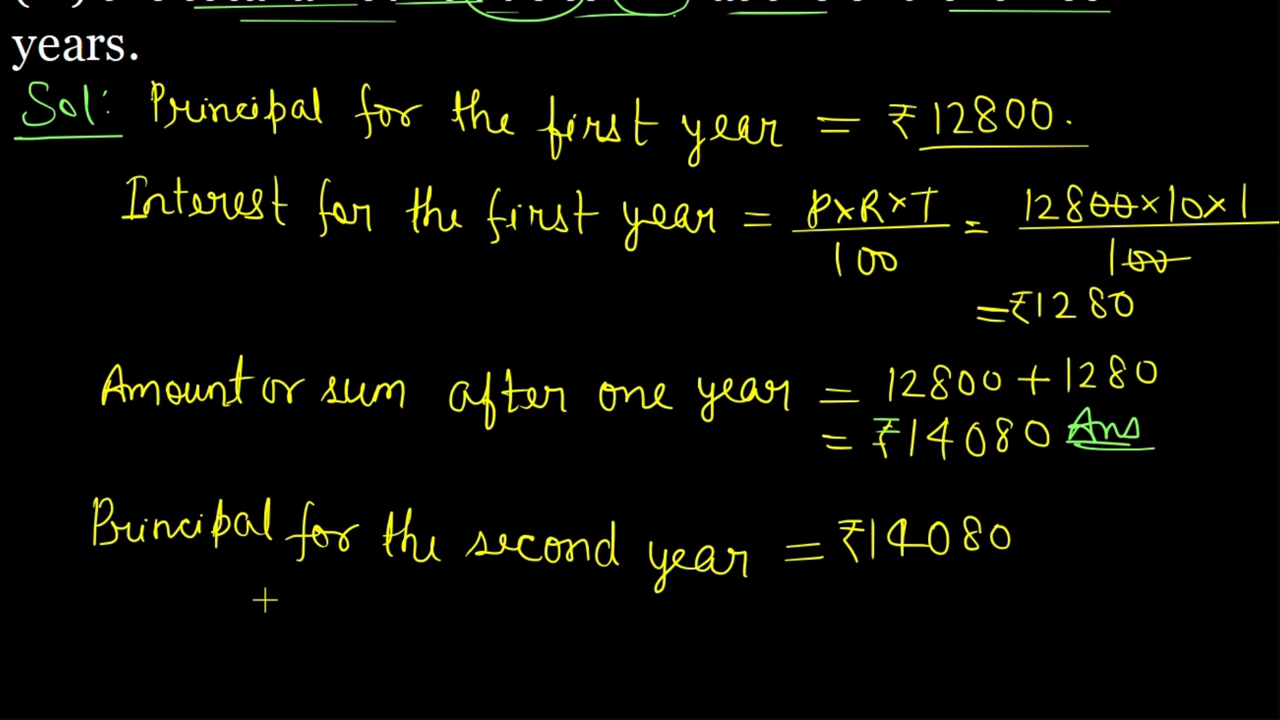 years.
Sol: Principal for the first year = ₹12800.
Interest for the first year = P×R×T/100 = 12800×10×1/100
=₹1280
Amount or sum after one year = 12800+1280
= ₹14080 Ans
Principal for the second year = ₹14080